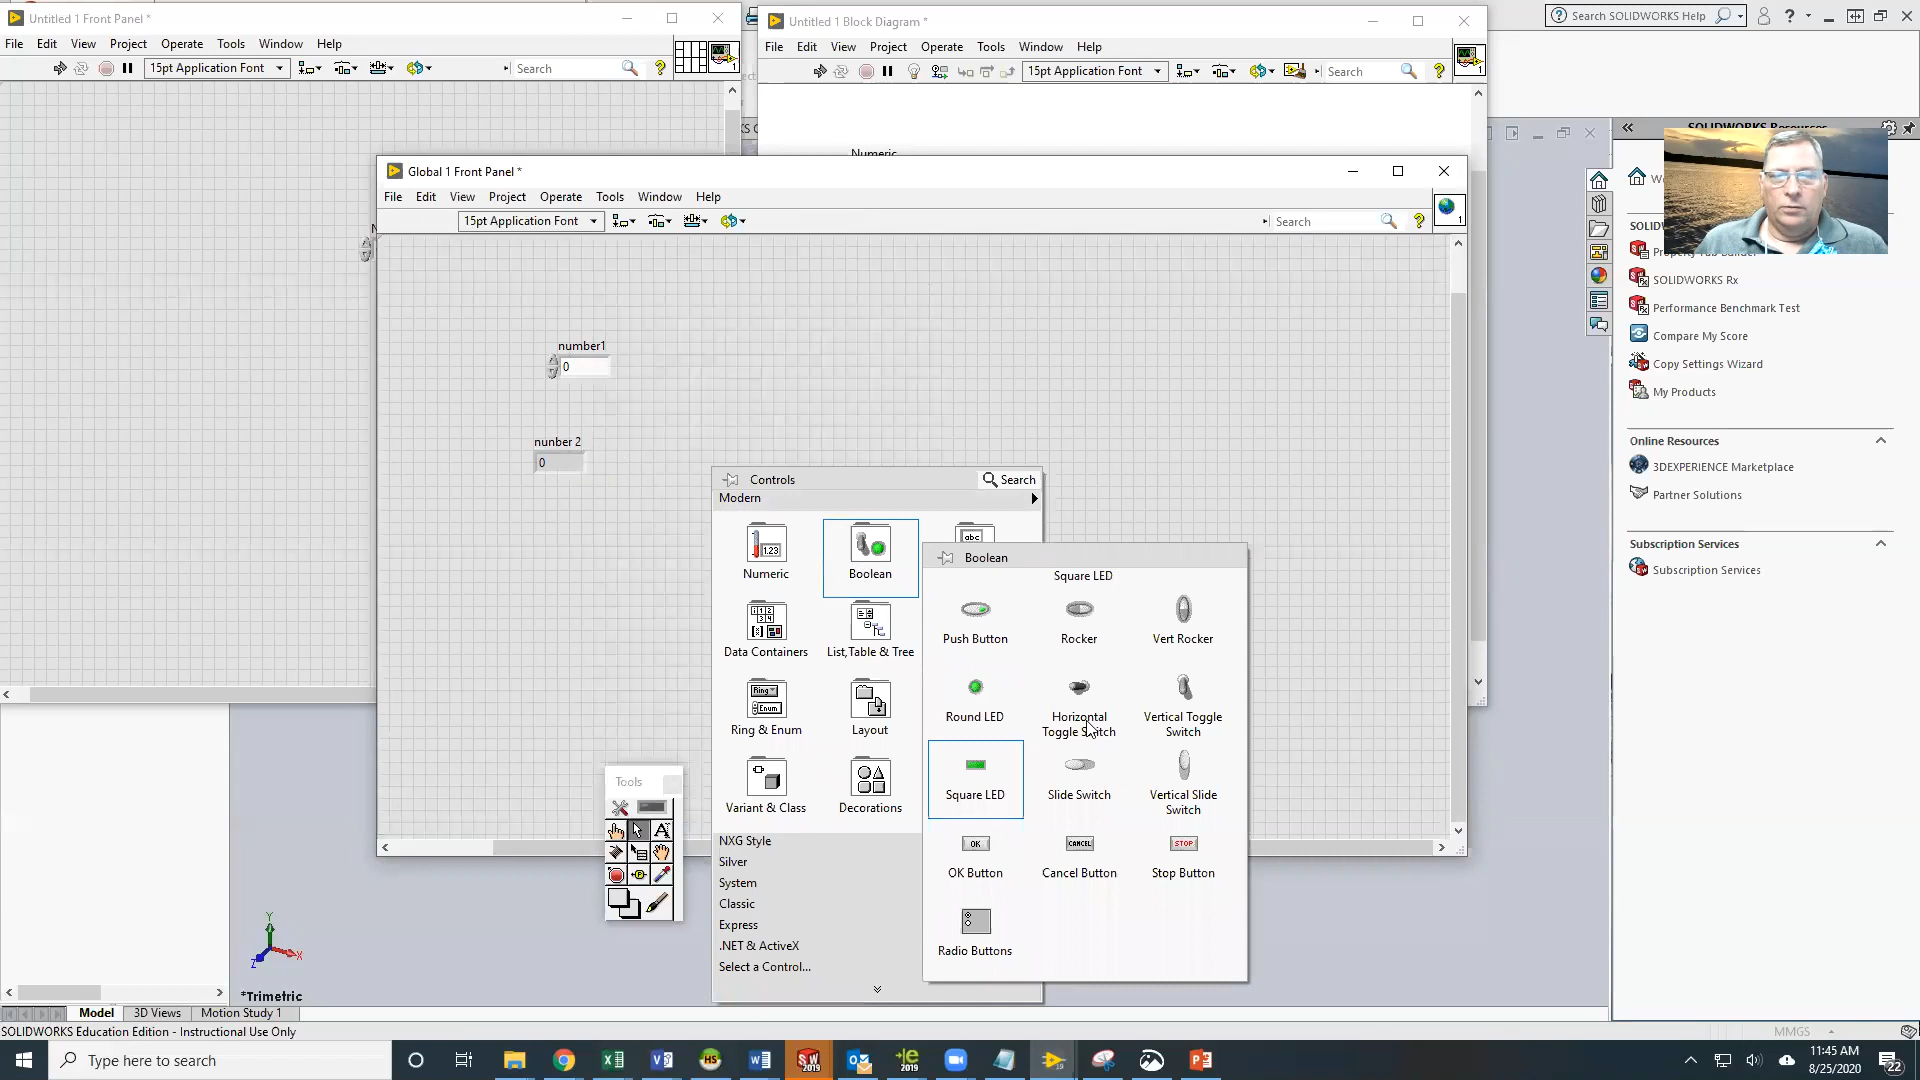 Untitled 1 Front Panel *
File Edit View Project Operate Tools Window Help
15pt Application Font
Search
Untitled 1 Block Diagram *
File Edit View Project Operate Tools Window Help
15pt Application Font
Search
Numeric
Search SOLIDWORKS Help
Global 1 Front Panel *
File Edit View Project Operate Tools Window Help
15pt Application Font
Search
number1
0
nunber 2
0
Controls
Search
Modern
Numeric
Boolean
Data Containers
List, Table & Tree
Ring & Enum
Layout
Variant & Class
Decorations
NXG Style
Silver
System
Classic
Express
.NET & ActiveX
Select a Control...
Boolean
Square LED
Push Button
Rocker
Vert Rocker
Round LED
Horizontal Toggle Switch
Vertical Toggle Switch
Square LED
Slide Switch
Vertical Slide Switch
OK
OK Button
CANCEL
Cancel Button
STOP
Stop Button
Radio Buttons
Tools
SOLIDWORKS Rx
Performance Benchmark Test
Compare My Score
Copy Settings Wizard
My Products
Online Resources
3DEXPERIENCE Marketplace
Partner Solutions
Subscription Services
Subscription Services
*Trimetric
Model 3D Views Motion Study 1
SOLIDWORKS Education Edition - Instructional Use Only
MMGS
Type here to search
11:45 AM
8/25/2020
22